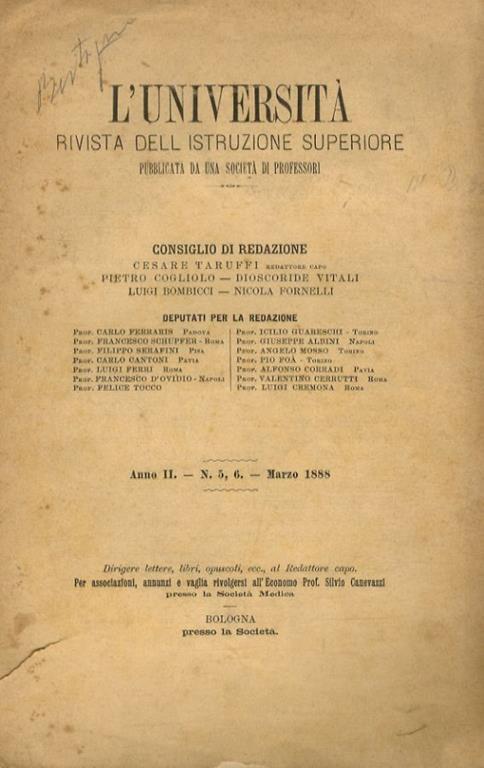 L'UNIVERSITÀ
RIVISTA DELL ISTRUZIONE SUPERIORE
PUBBLICATA DA UNA SOCIETÀ DI PROFESSORI
CONSIGLIO DI REDAZIONE
CESARE TARUFFI REDATTORE CAPO
PIETRO COGLIOLO — DIOSCORIDE VITALI
LUIGI BOMBICCI — NICOLA FORNELLI
DEPUTATI PER LA REDAZIONE
PROF. CARLO FERRARIS PADOVA
PROF. FRANCESCO SCHUPFER - ROMA
PROF. FILIPPO SERAFINI PISA
PROF. CARLO CANTONI PAVIA
PROF. LUIGI FERRI ROMA
PROF. FRANCESCO D'OVIDIO - NAPOLI
PROF. FELICE TOCCO
PROF. ICILIO GUARESCHI - TORINO
PROF. GIUSEPPE ALBINI NAPOLI
PROF. ANGELO MOSSO TORINO
PROF. PIO FOÀ - TORINO
PROF. ALFONSO CORRADI PAVIA
PROF. VALENTINO CERRUTI ROMA
PROF. LUIGI CREMONA ROMA
Anno II. — N. 5, 6. — Marzo 1888
Dirigere lettere, libri, opuscoli, ecc., al Redattore capo.
Per associazioni, annunzi e vaglia rivolgersi all'Economo Prof. Silvio Canevazzi
presso la Società Medica
BOLOGNA
presso la Società.